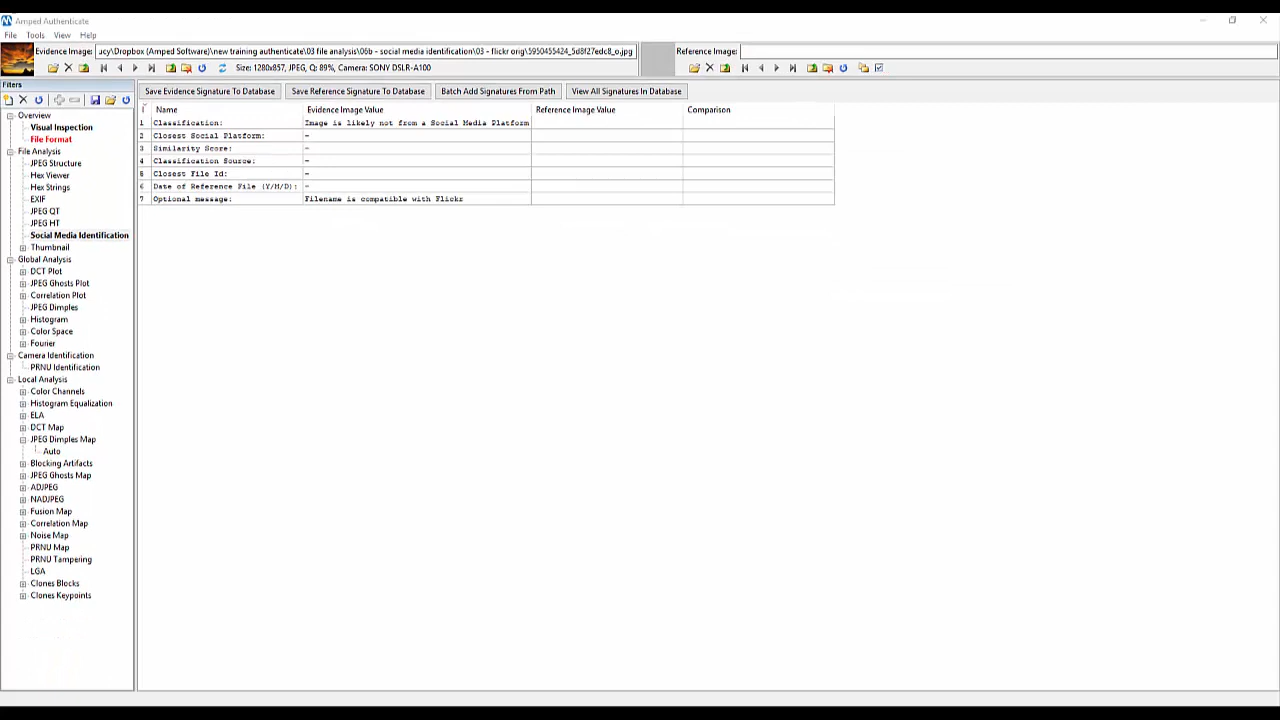 Amped Authenticate
File Tools View Help
Evidence Image: ucy\Dropbox (Amped Software)\new training authenticate\03 file analysis\06b - social media identification\03 - flickr orig\5950455424_5d8f27edc8_o.jpg Reference Image:
Size: 1280x857, JPEG, Q: 89%, Camera: SONY DSLR-A100
Filters
Save Evidence Signature To Database Save Reference Signature To Database Batch Add Signatures From Path View All Signatures In Database
Name Evidence Image Value Reference Image Value Comparison
1 Classification: Image is likely not from a Social Media Platform
2 Closest Social Platform: -
3 Similarity Score: -
4 Classification Source: -
5 Closest File Id: -
6 Date of Reference File (Y/M/D): -
7 Optional message: Filename is compatible with Flickr
Overview
Visual Inspection
File Format
File Analysis
JPEG Structure
Hex Viewer
Hex Strings
EXIF
JPEG QT
JPEG HT
Social Media Identification
Thumbnail
Global Analysis
DCT Plot
JPEG Ghosts Plot
Correlation Plot
JPEG Dimples
Histogram
Color Space
Fourier
Camera Identification
PRNU Identification
Local Analysis
Color Channels
Histogram Equalization
ELA
DCT Map
JPEG Dimples Map
Auto
Blocking Artifacts
JPEG Ghosts Map
ADJPEG
NADJPEG
Fusion Map
Correlation Map
Noise Map
PRNU Map
PRNU Tampering
LGA
Clones Blocks
Clones Keypoints